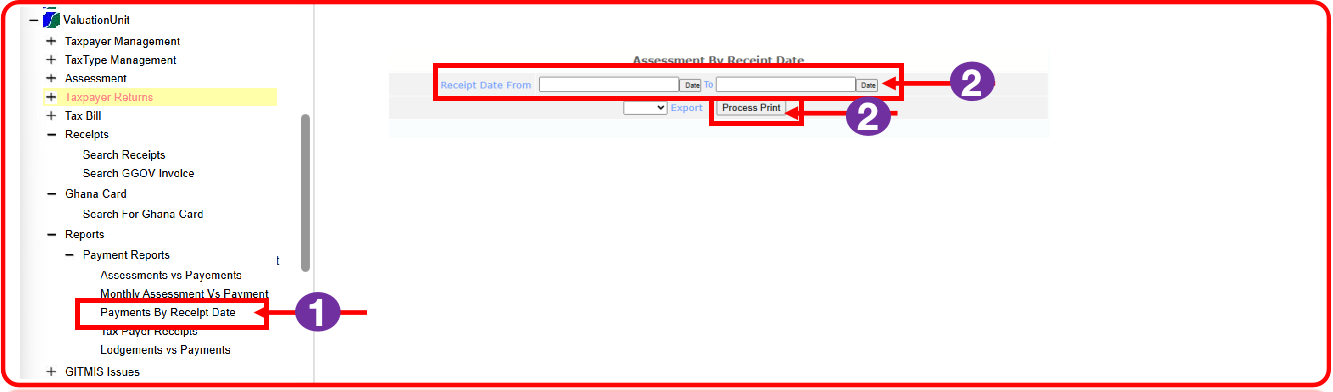 ValuationUnit
Taxpayer Management
TaxType Management
Assessment
Taxpayer Returns
Tax Bill
Receipts
Search Receipts
Search GGOV Invoice
Ghana Card
Search For Ghana Card
Reports
Payment Reports
t
Assessments vs Payements
Monthly Assessment Vs Payment
Payments By Receipt Date
1
Tax Payer Receipts
Lodgements vs Payments
GITMIS Issues
Assessment By Receipt Date
Receipt Date From Date To Date
2
Export Process Print
2